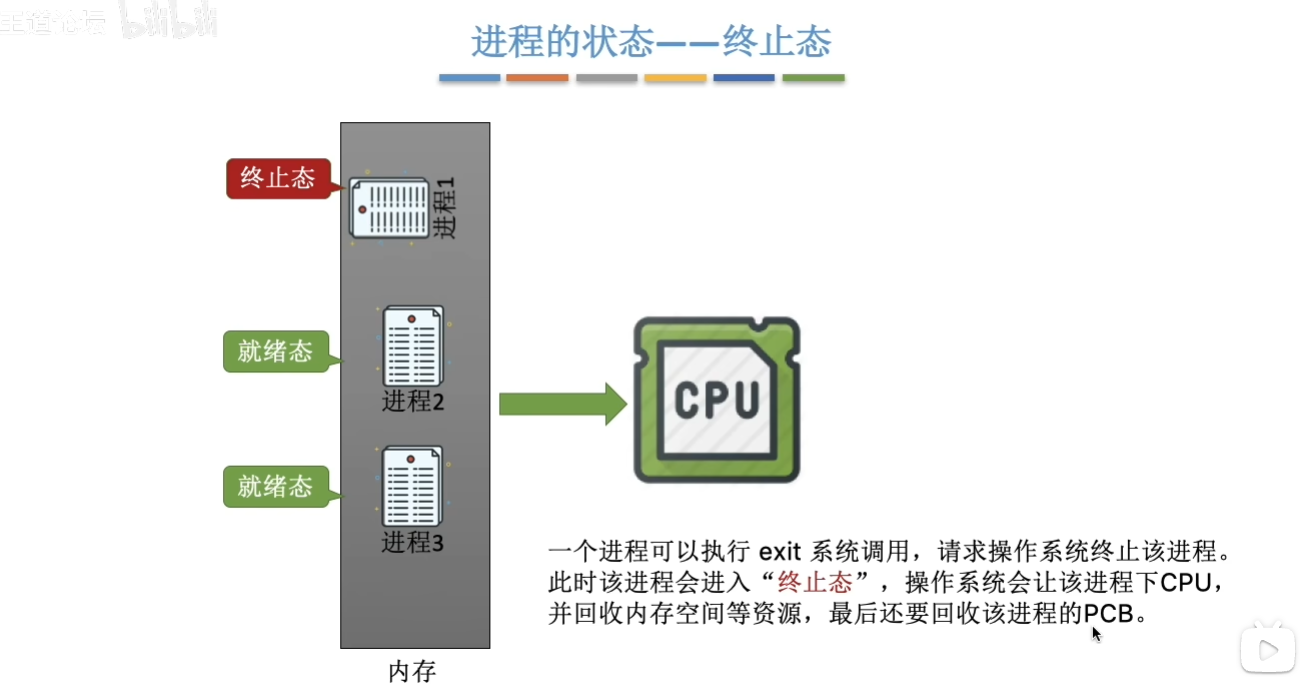 王道论坛 bilibili
进程的状态——终止态
终止态
进程1
就绪态
进程2
就绪态
进程3
内存
CPU
一个进程可以执行 exit 系统调用，请求操作系统终止该进程。
此时该进程会进入“终止态”，操作系统会让该进程下CPU，
并回收内存空间等资源，最后还要回收该进程的PCB。